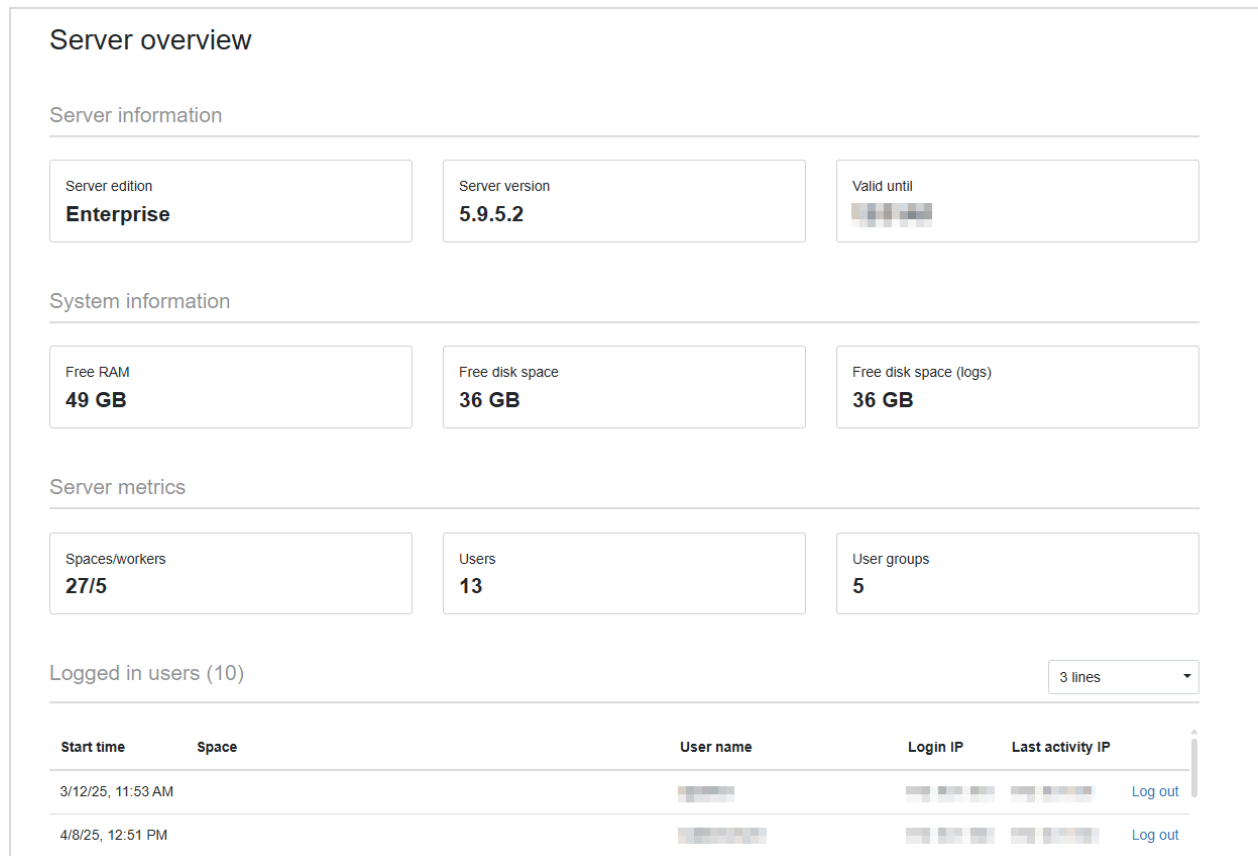 Server overview
Server information
Server edition
Enterprise
Server version
5.9.5.2
Valid until
System information
Free RAM
49 GB
Free disk space
36 GB
Free disk space (logs)
36 GB
Server metrics
Spaces/workers
27/5
Users
13
User groups
5
Logged in users (10)
3 lines
Start time Space User name Login IP Last activity IP
3/12/25, 11:53 AM Log out
4/8/25, 12:51 PM Log out